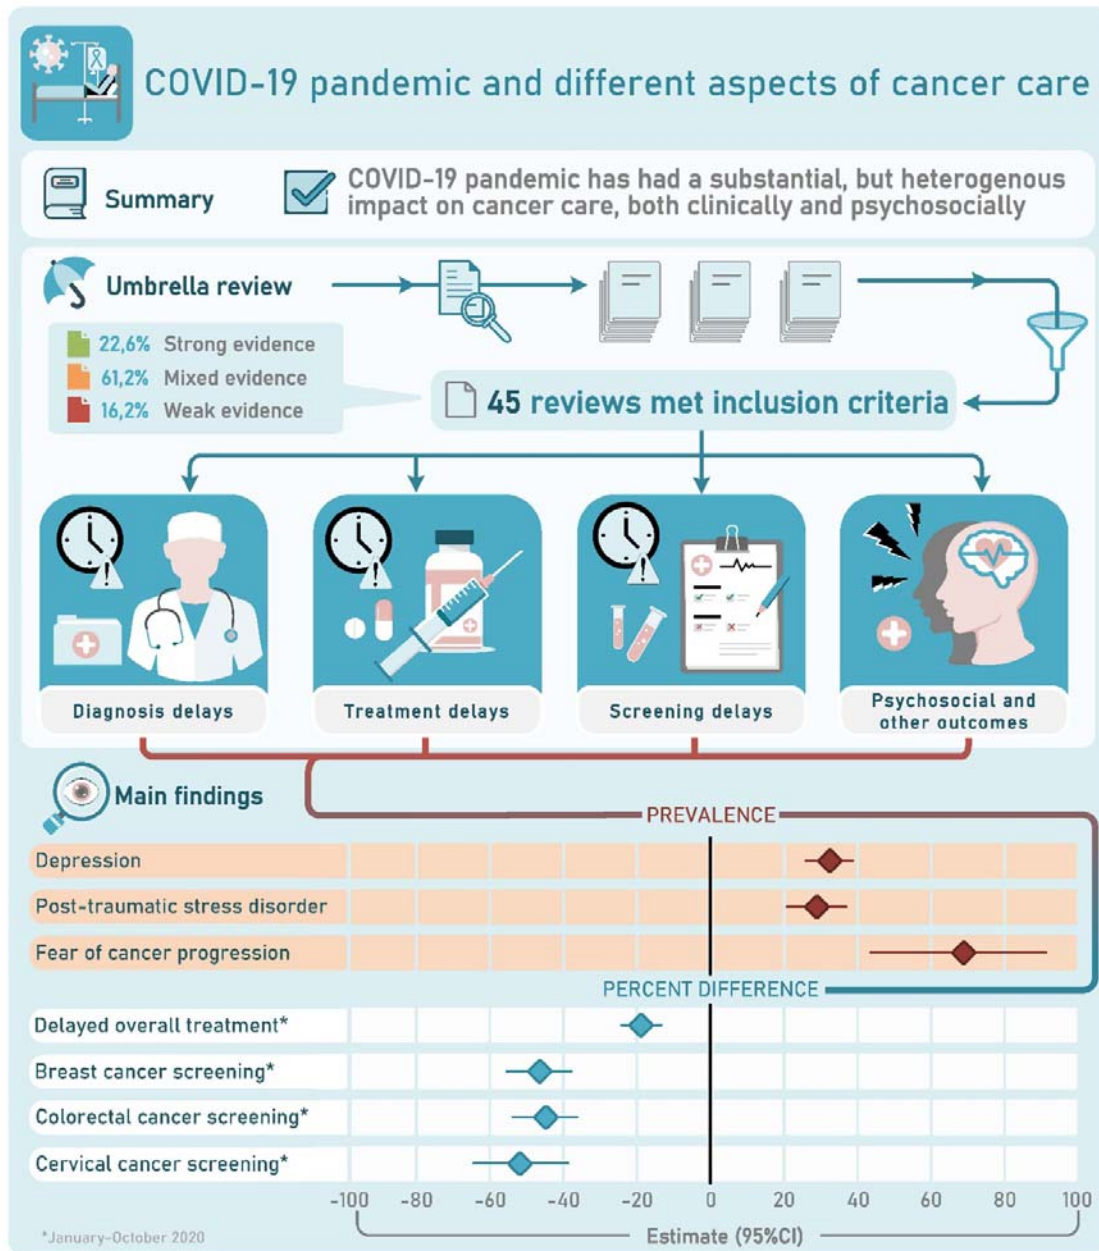 COVID-19 pandemic and different aspects of cancer care
Summary
COVID-19 pandemic has had a substantial, but heterogenous
impact on cancer care, both clinically and psychosocially
Umbrella review
22,6% Strong evidence
61,2% Mixed evidence
16,2% Weak evidence
45 reviews met inclusion criteria
Diagnosis delays
Treatment delays
Screening delays
Psychosocial and
other outcomes
Main findings
PREVALENCE
Depression
Post-traumatic stress disorder
Fear of cancer progression
PERCENT DIFFERENCE
Delayed overall treatment*
Breast cancer screening*
Colorectal cancer screening*
Cervical cancer screening*
-100 -80 -60 -40 -20 0 20 40 60 80 100
*January-October 2020
Estimate (95%CI)